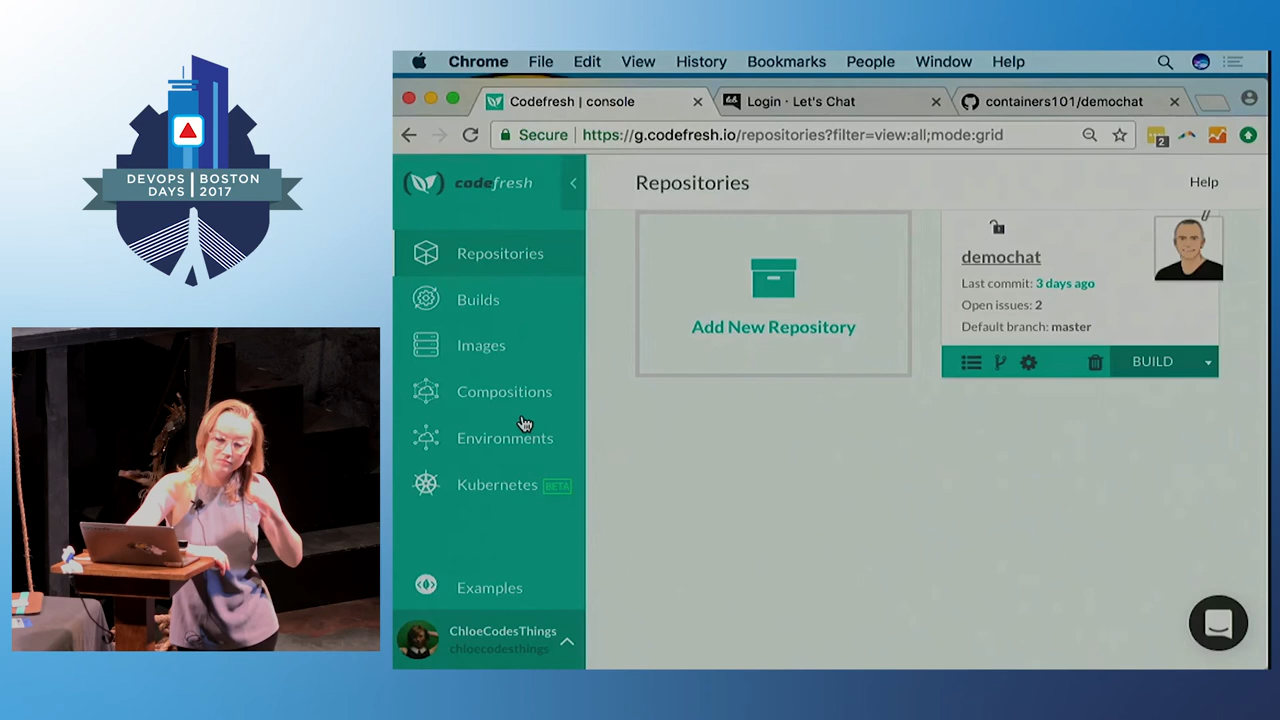 DEVOPS BOSTON
DAYS 2017
Chrome File Edit View History Bookmarks People Window Help
Codefresh | console
Login · Let's Chat
containers101/demochat
Secure https://g.codefresh.io/repositories?filter=view:all;mode:grid
2
codefresh
Repositories
Help
Repositories
Builds
Images
Compositions
Environments
Kubernetes BETA
Examples
ChloeCodesThings
chloecodesthings
Add New Repository
demochat
Last commit: 3 days ago
Open issues: 2
Default branch: master
BUILD